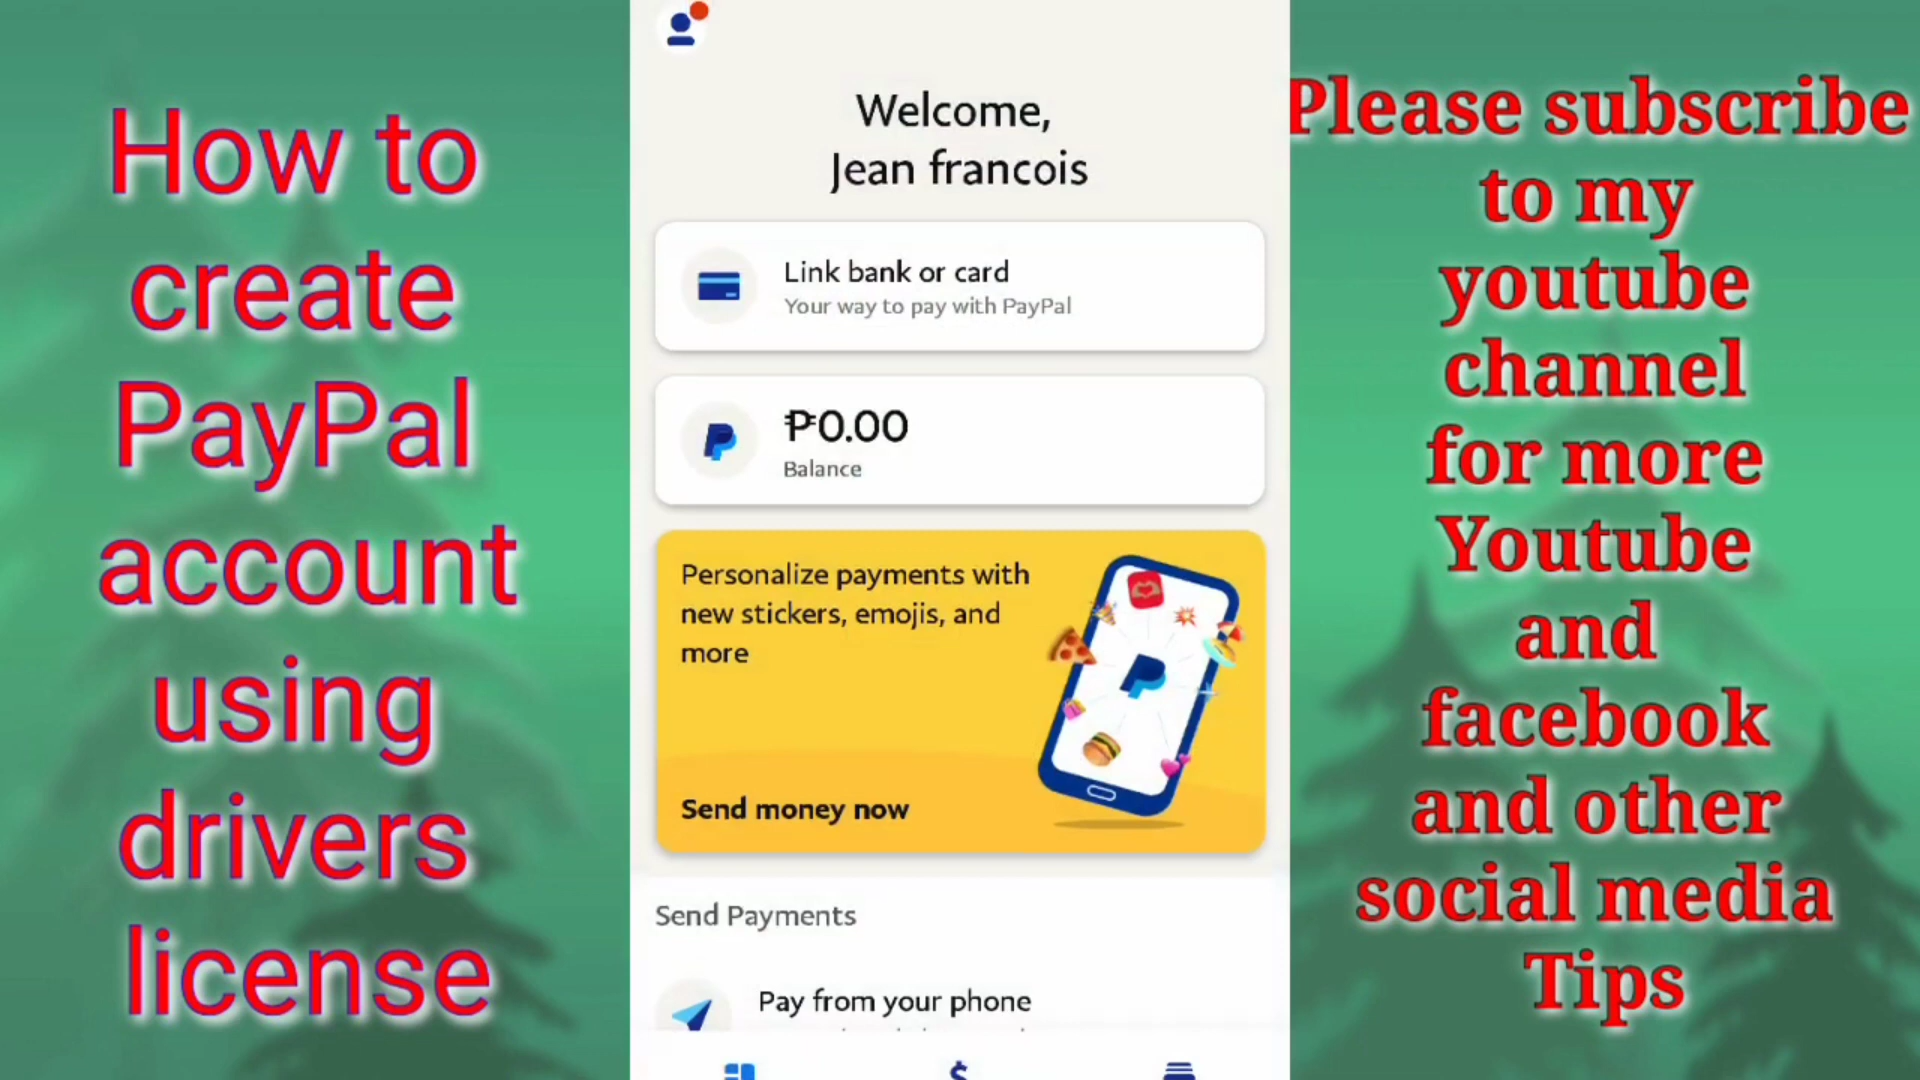 How to
create
PayPal
account
using
drivers
license
Welcome,
Jean francois
Link bank or card
Your way to pay with PayPal
₱0.00
Balance
Personalize payments with
new stickers, emojis, and
more
Send money now
Send Payments
Pay from your phone
Please subscribe
to my
youtube
channel
for more
Youtube
and
facebook
and other
social media
Tips